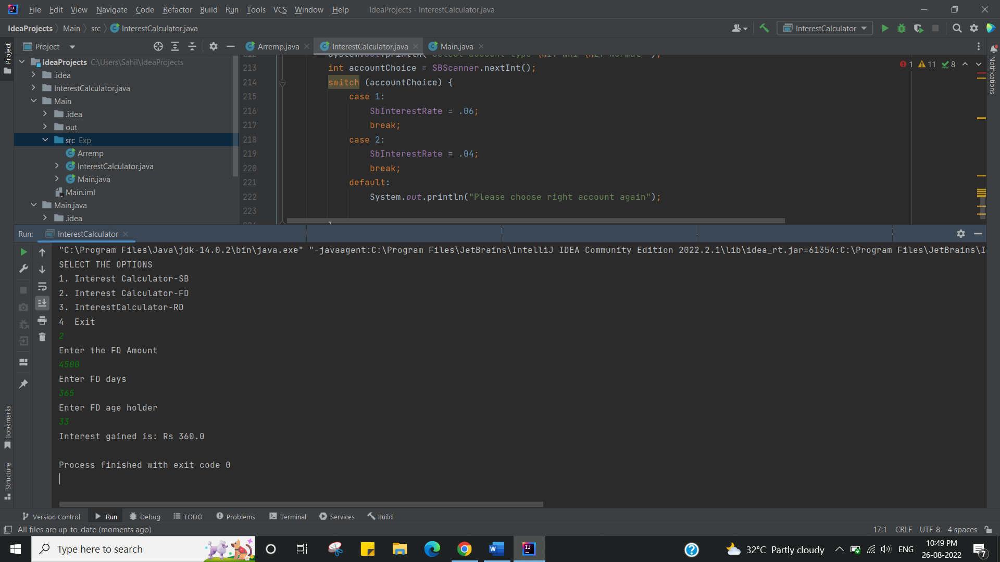 File Edit View Navigate Code Refactor Build Run Tools VCS Window Help IdeaProjects - InterestCalculator.java
IdeaProjects Main src InterestCalculator.java InterestCalculator
Project
Arremp.java InterestCalculator.java Main.java
IdeaProjects C:\Users\Sahil\IdeaProjects
.idea
InterestCalculator.java
Main
.idea
out
src Exp
Arremp
InterestCalculator.java
Main.java
Main.iml
Main.java
.idea
213 int accountChoice = SBScanner.nextInt();
214 switch (accountChoice) {
215 case 1:
216 SbInterestRate = .06;
217 break;
218 case 2:
219 SbInterestRate = .04;
220 break;
221 default:
222 System.out.println("Please choose right account again");
223
1 11 8
Project
Notifications
Run: InterestCalculator
"C:\Program Files\Java\jdk-14.0.2\bin\java.exe" "-javaagent:C:\Program Files\JetBrains\IntelliJ IDEA Community Edition 2022.2.1\lib\idea_rt.jar=61354:C:\Program Files\JetBrains\I
SELECT THE OPTIONS
1. Interest Calculator-SB
2. Interest Calculator-FD
3. InterestCalculator-RD
4 Exit
2
Enter the FD Amount
4500
Enter FD days
365
Enter FD age holder
33
Interest gained is: Rs 360.0
Process finished with exit code 0
Bookmarks
Structure
Version Control Run Debug TODO Problems Terminal Services Build
All files are up-to-date (moments ago) 17:1 CRLF UTF-8 4 spaces
Type here to search
32°C Partly cloudy ENG
10:49 PM
26-08-2022
7